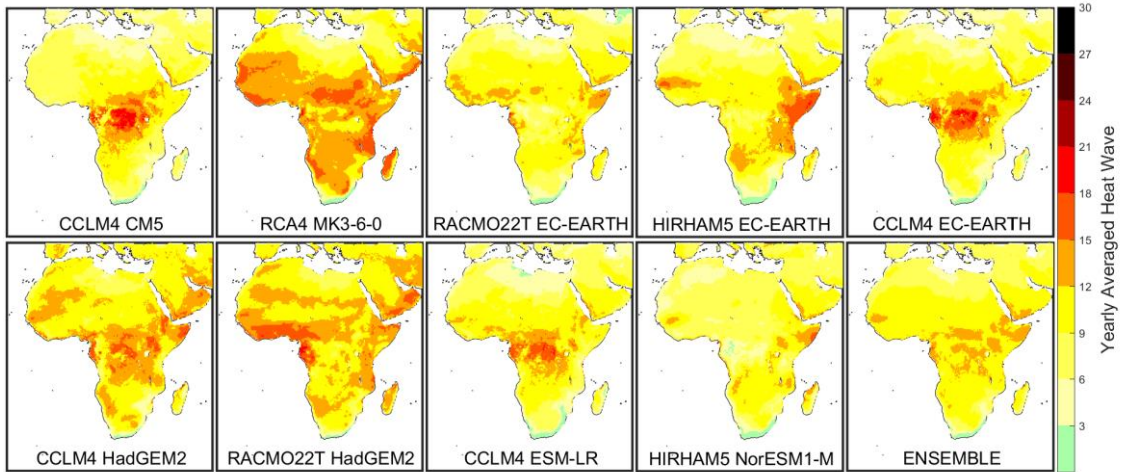 CCLM4 CM5
RCA4 MK3-6-0
RACMO22T EC-EARTH
HIRHAM5 EC-EARTH
CCLM4 EC-EARTH
CCLM4 HadGEM2
RACMO22T HadGEM2
CCLM4 ESM-LR
HIRHAM5 NorESM1-M
ENSEMBLE
30
27
24
21
18
15
12
9
6
3
Yearly Averaged Heat Wave